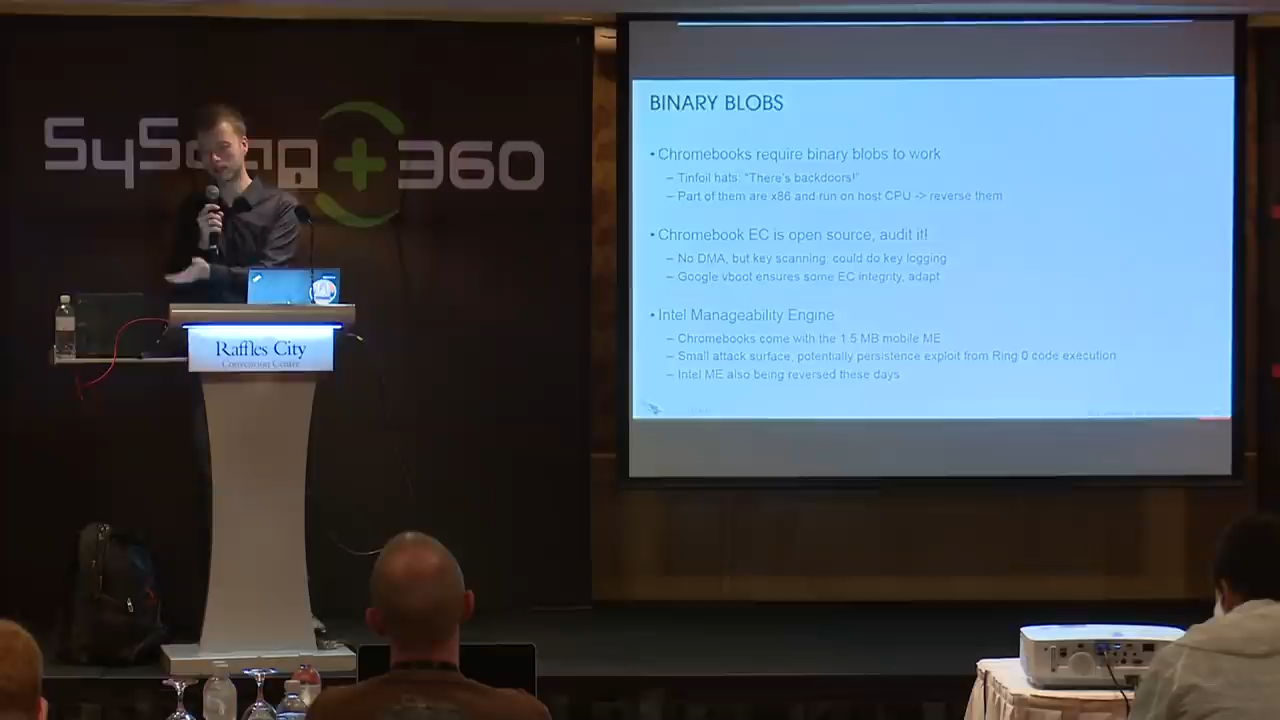 SyScan +360
BINARY BLOBS
• Chromebooks require binary blobs to work
– Tinfoil hats: "There's backdoors!"
– Part of them are x86 and run on host CPU -> reverse them
• Chromebook EC is open source, audit it!
– No DMA, but key scanning, could do key logging
– Google vboot ensures some EC integrity, adapt
• Intel Manageability Engine
– Chromebooks come with the 1.5 MB mobile ME
– Small attack surface, potentially persistence exploit from Ring 0 code execution
– Intel ME also being reversed these days
Raffles City
Convention Centre